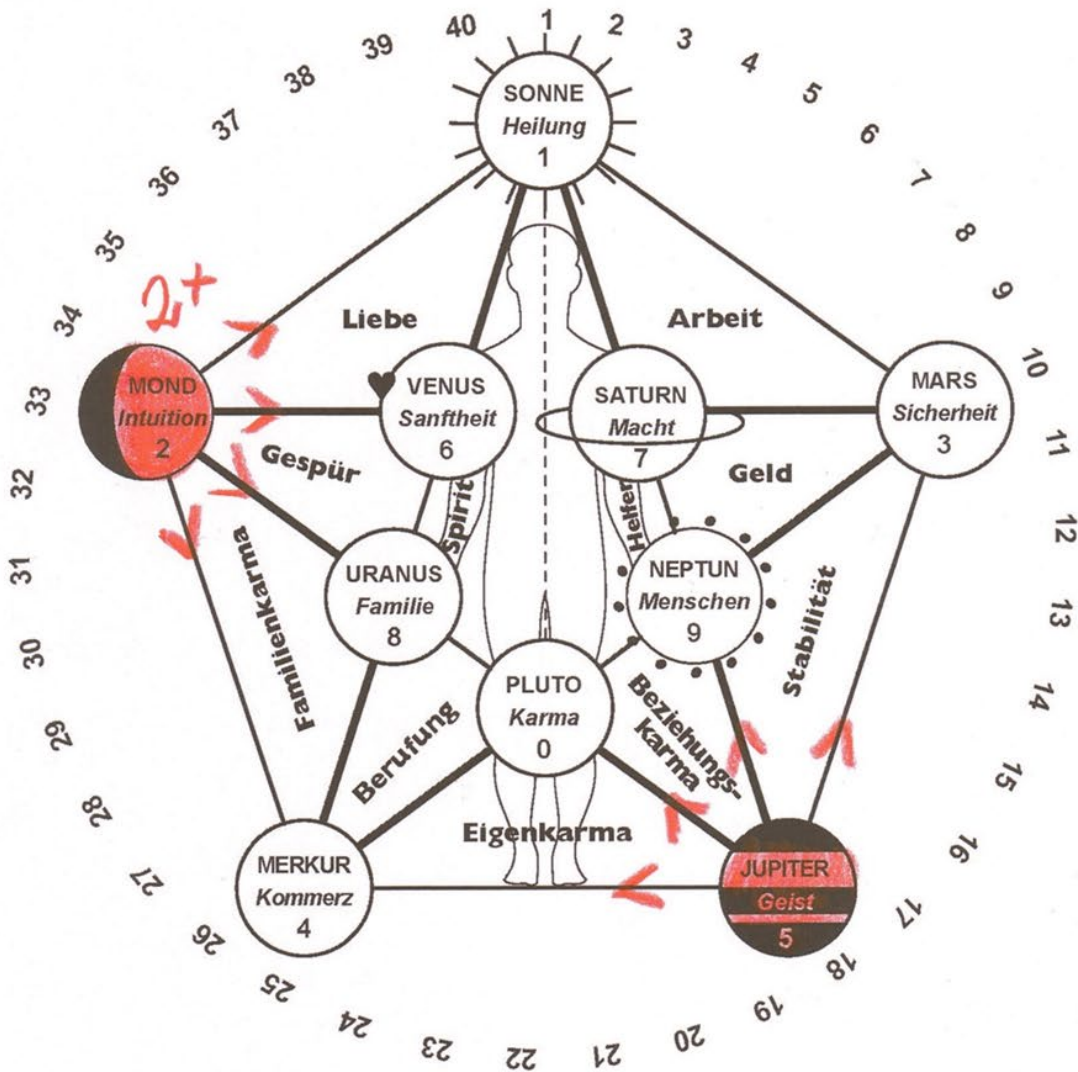 40 1 2
39 3
38 4
37 5
36 6
35 7
34 8
33 9
32 10
31 11
30 12
29 13
28 14
27 15
26 16
25 17
24 18
23 19
22 20
21
SONNE
Heilung
1
2+
Liebe
Arbeit
MOND
Intuition
2
VENUS
Sanftheit
6
SATURN
Macht
7
MARS
Sicherheit
3
Gespür
Spirit
Helfer
Geld
Familienkarma
URANUS
Familie
8
NEPTUN
Menschen
9
Stabilität
PLUTO
Karma
0
Berufung
Beziehungs-
karma
Eigenkarma
MERKUR
Kommerz
4
JUPITER
Geist
5